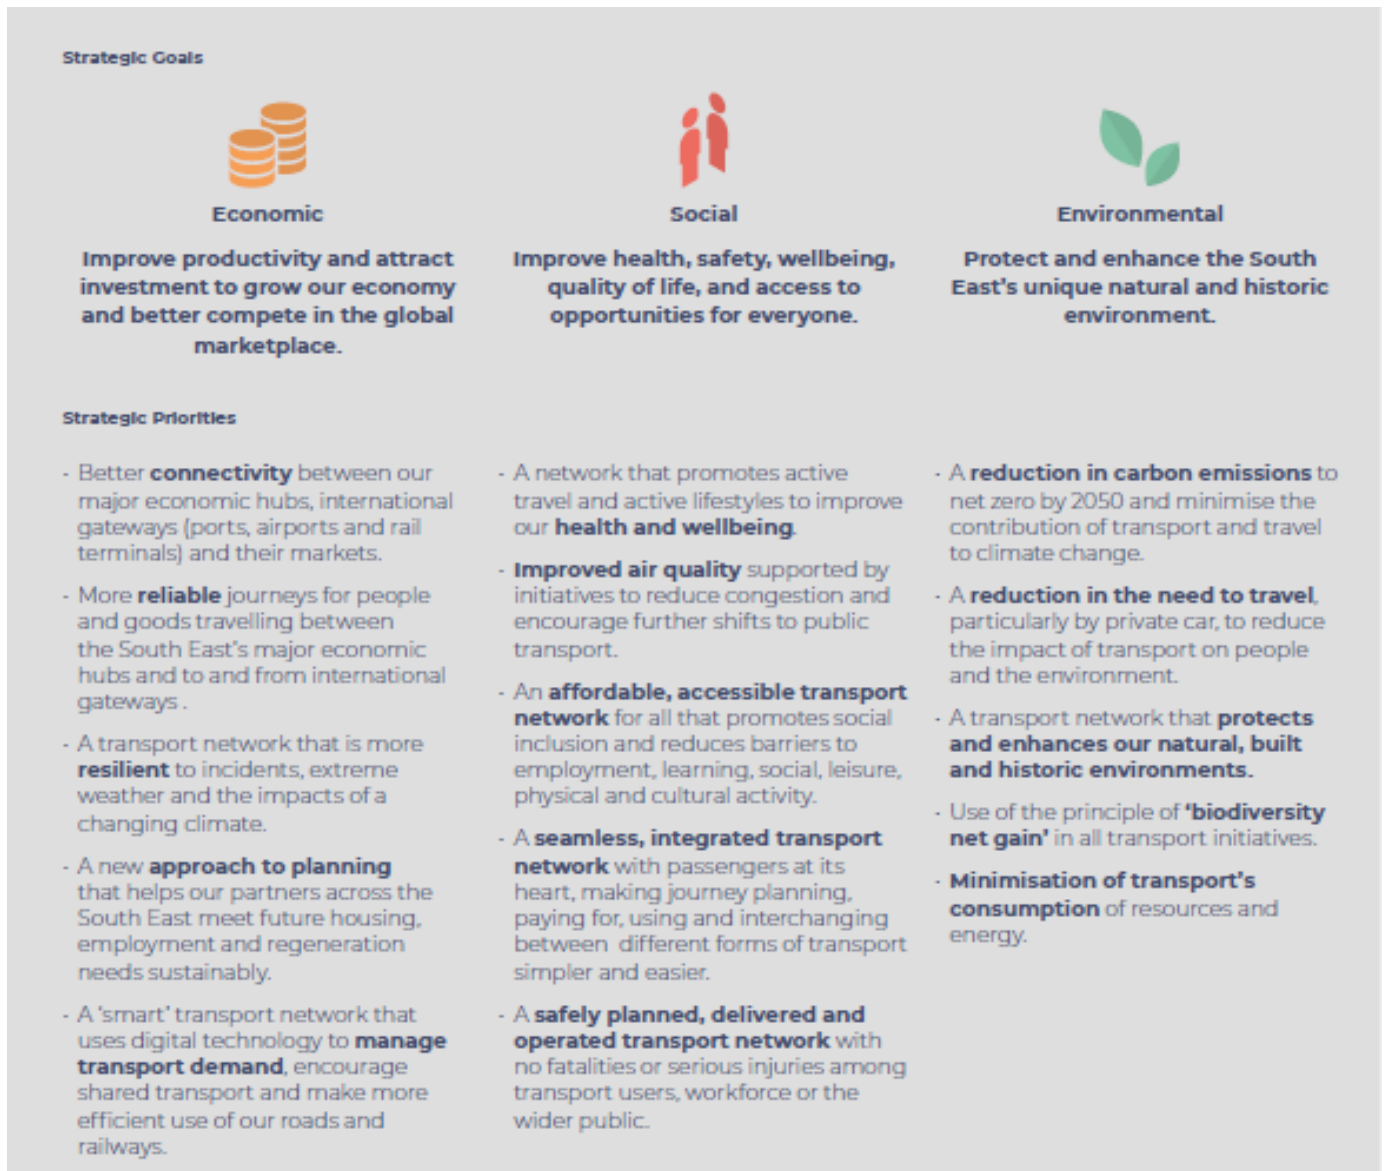 Strategic Goals
Economic
Improve productivity and attract
investment to grow our economy
and better compete in the global
marketplace.
Social
Improve health, safety, wellbeing,
quality of life, and access to
opportunities for everyone.
Environmental
Protect and enhance the South
East's unique natural and historic
environment.
Strategic Priorities
- Better connectivity between our
major economic hubs, international
gateways (ports, airports and rail
terminals) and their markets.
- More reliable journeys for people
and goods travelling between
the South East's major economic
hubs and to and from international
gateways .
- A transport network that is more
resilient to incidents, extreme
weather and the impacts of a
changing climate.
- A new approach to planning
that helps our partners across the
South East meet future housing,
employment and regeneration
needs sustainably.
- A 'smart' transport network that
uses digital technology to manage
transport demand, encourage
shared transport and make more
efficient use of our roads and
railways.
- A network that promotes active
travel and active lifestyles to improve
our health and wellbeing.
- Improved air quality supported by
initiatives to reduce congestion and
encourage further shifts to public
transport.
- An affordable, accessible transport
network for all that promotes social
inclusion and reduces barriers to
employment, learning, social, leisure,
physical and cultural activity.
- A seamless, integrated transport
network with passengers at its
heart, making journey planning,
paying for, using and interchanging
between different forms of transport
simpler and easier.
- A safely planned, delivered and
operated transport network with
no fatalities or serious injuries among
transport users, workforce or the
wider public.
- A reduction in carbon emissions to
net zero by 2050 and minimise the
contribution of transport and travel
to climate change.
- A reduction in the need to travel,
particularly by private car, to reduce
the impact of transport on people
and the environment.
- A transport network that protects
and enhances our natural, built
and historic environments.
- Use of the principle of 'biodiversity
net gain' in all transport initiatives.
- Minimisation of transport's
consumption of resources and
energy.